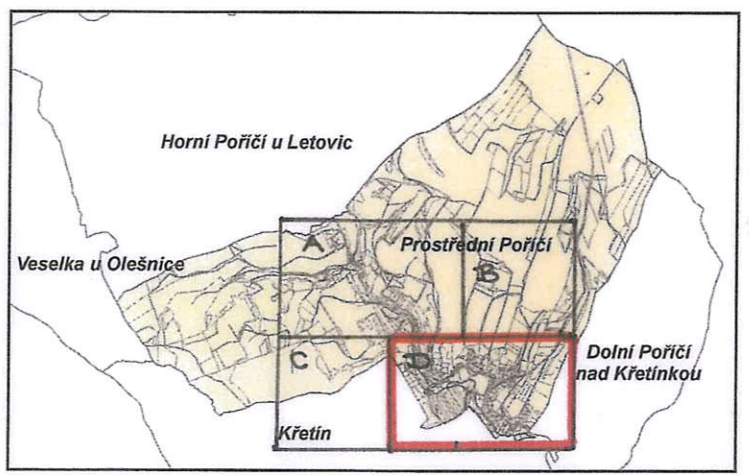 Horní Poříčí u Letovic
A
Prostřední Poříčí
Veselka u Olešnice
B
Dolní Poříčí
nad Křetínkou
C
D
Křetín